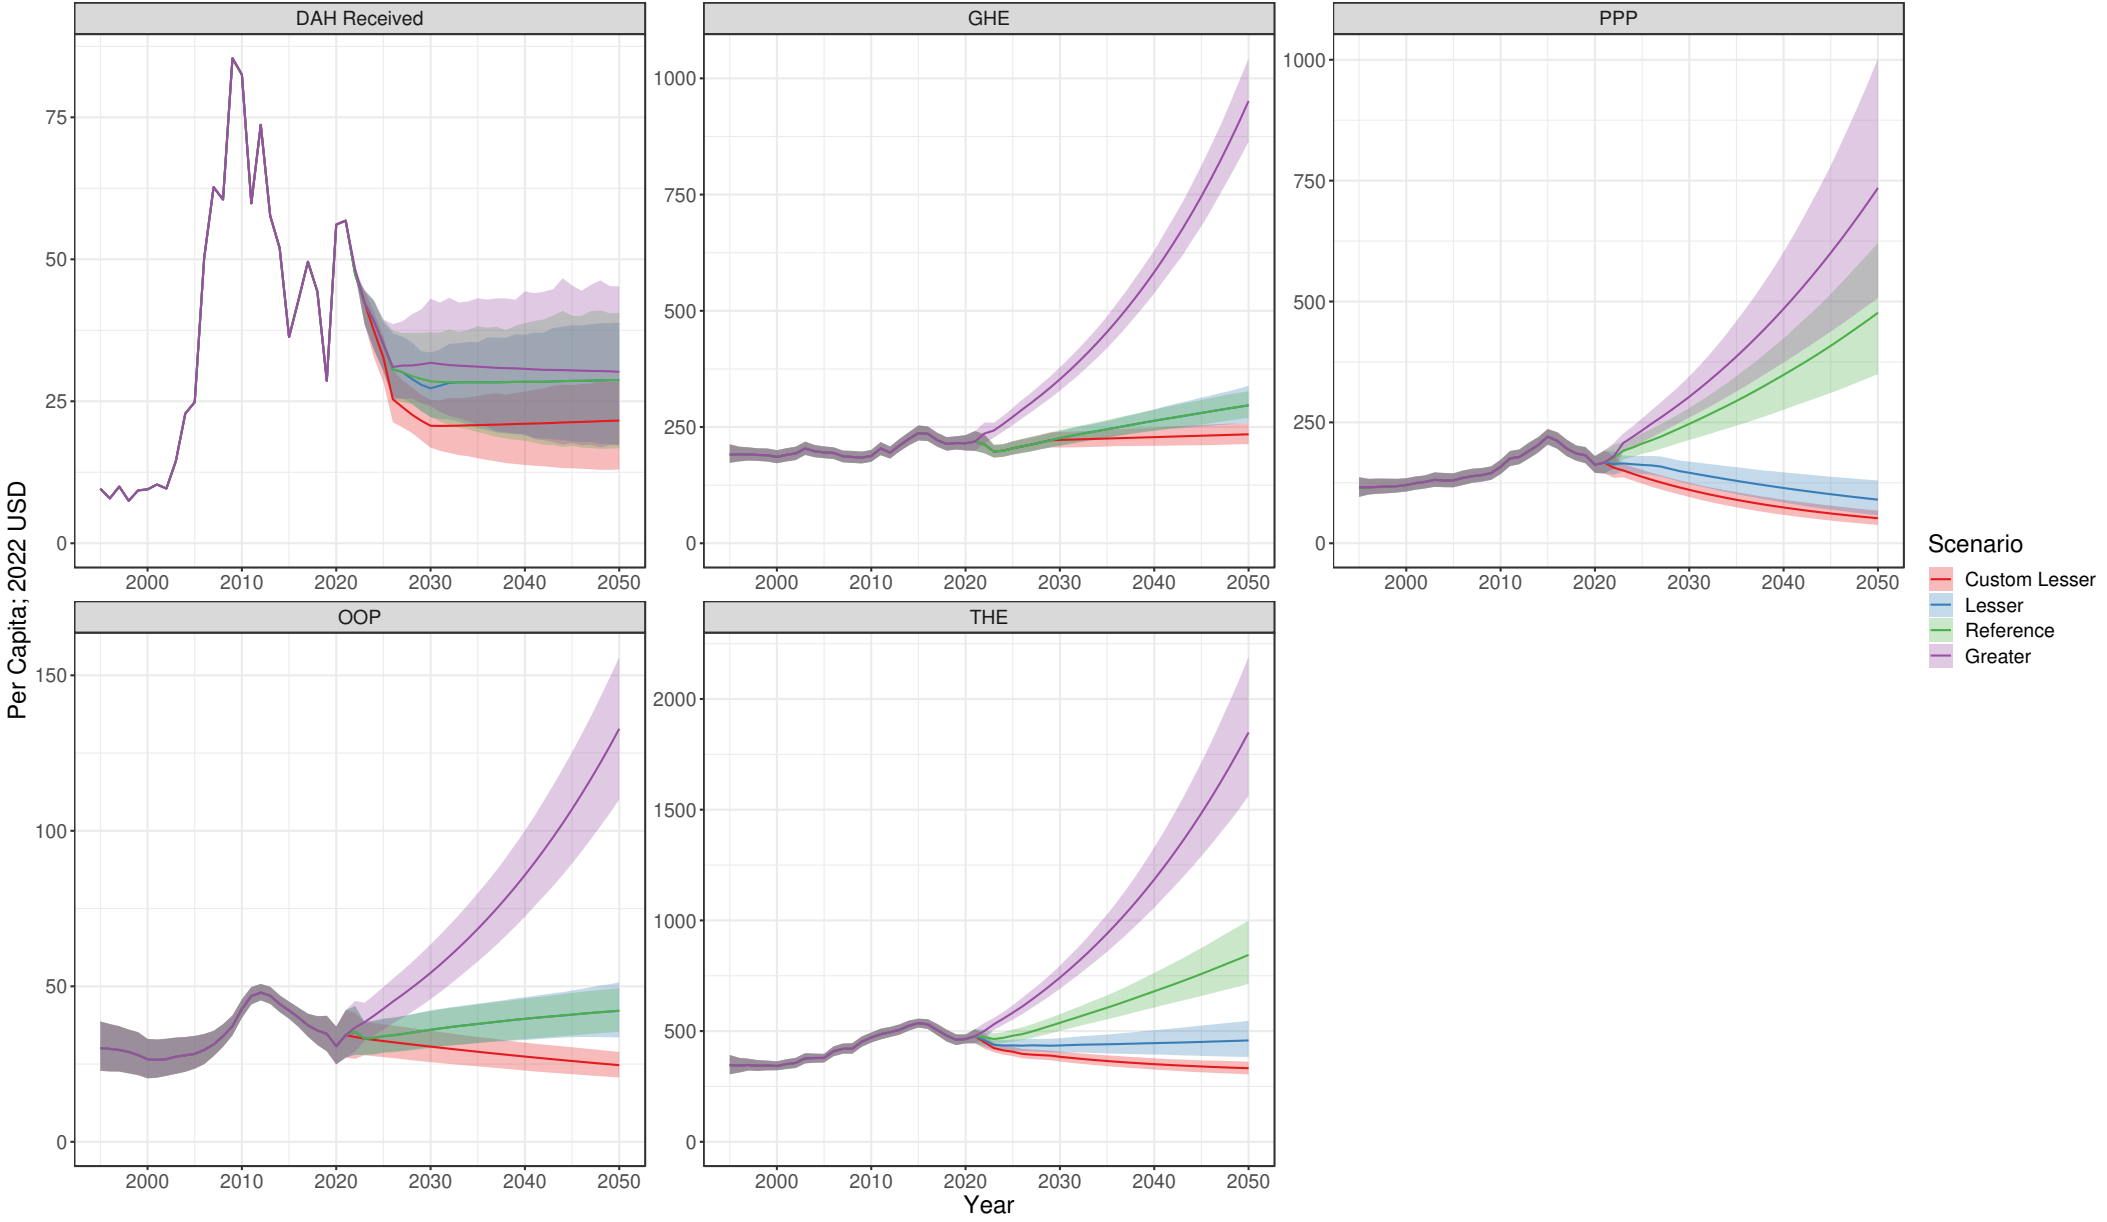 DAH Received
GHE
PPP
75
50
25
0
1000
750
500
250
0
1000
750
500
250
0
2000 2010 2020 2030 2040 2050
2000 2010 2020 2030 2040 2050
2000 2010 2020 2030 2040 2050
Per Capita; 2022 USD
OOP
THE
150
100
50
0
2000
1500
1000
500
0
2000 2010 2020 2030 2040 2050
2000 2010 2020 2030 2040 2050
Year
Scenario
Custom Lesser
Lesser
Reference
Greater